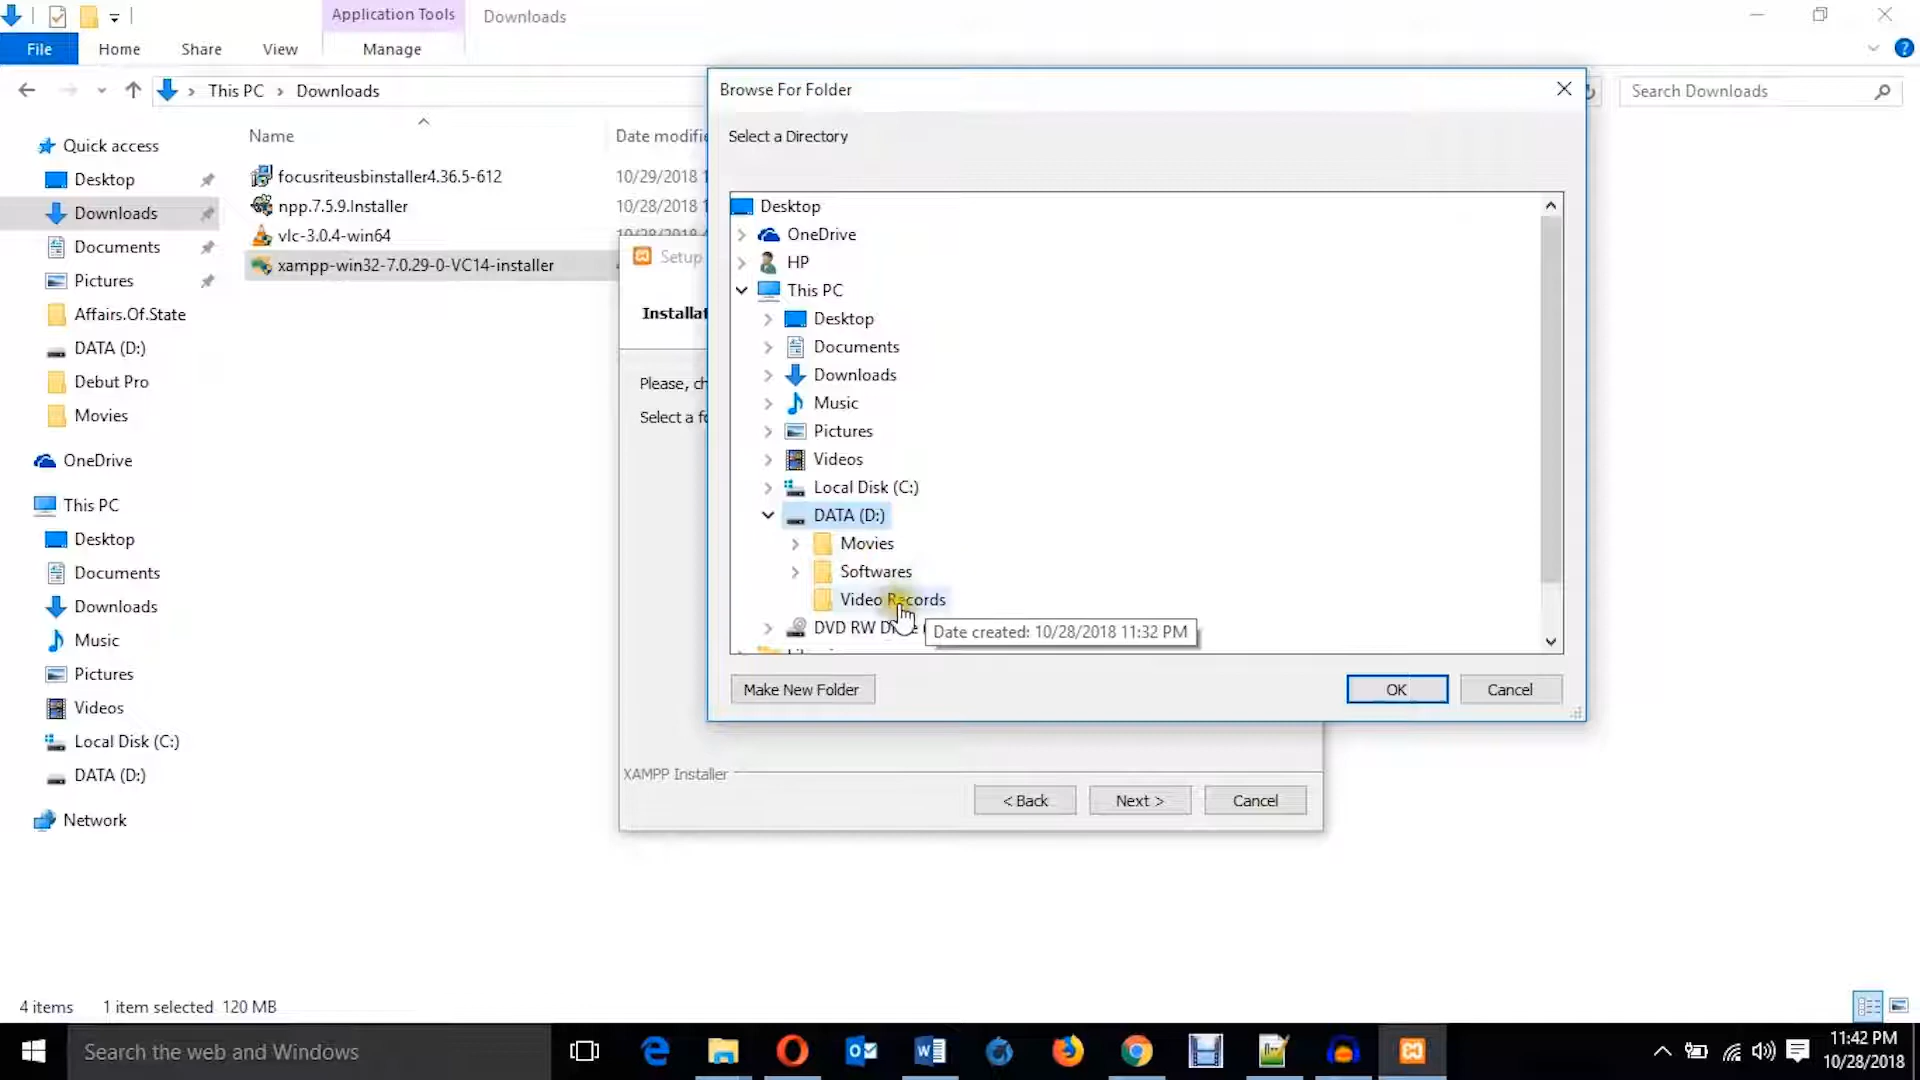 Application Tools
Downloads
File
Home
Share
View
Manage
This PC
Downloads
Search Downloads
Quick access
Desktop
Downloads
Documents
Pictures
Affairs.Of.State
DATA (D:)
Debut Pro
Movies
OneDrive
This PC
Desktop
Documents
Downloads
Music
Pictures
Videos
Local Disk (C:)
DATA (D:)
Network
Name
Date modifie
focusriteusbinstaller4.36.5-612
10/29/2018 1
npp.7.5.9.Installer
10/28/2018 1
vlc-3.0.4-win64
xampp-win32-7.0.29-0-VC14-installer
Setup
Installat
Please, ch
Select a fo
XAMPP Installer
< Back
Next >
Cancel
Browse For Folder
Select a Directory
Desktop
OneDrive
HP
This PC
Desktop
Documents
Downloads
Music
Pictures
Videos
Local Disk (C:)
DATA (D:)
Movies
Softwares
Video Records
DVD RW
Date created: 10/28/2018 11:32 PM
Make New Folder
OK
Cancel
4 items
1 item selected 120 MB
Search the web and Windows
11:42 PM
10/28/2018